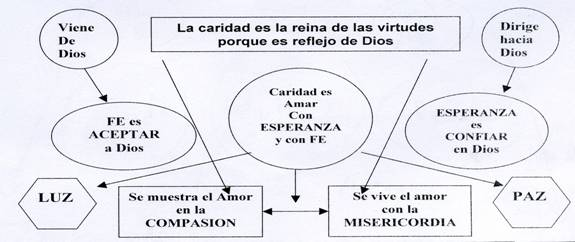 Viene
De
Dios
La caridad es la reina de las virtudes
porque es reflejo de Dios
Dirige
hacia
Dios
FE es
ACEPTAR
a Dios
Caridad es
Amar
Con
ESPERANZA
y con FE
ESPERANZA
es
CONFIAR
en Dios
LUZ
Se muestra el Amor
en la
COMPASION
Se vive el amor
con la
MISERICORDIA
PAZ